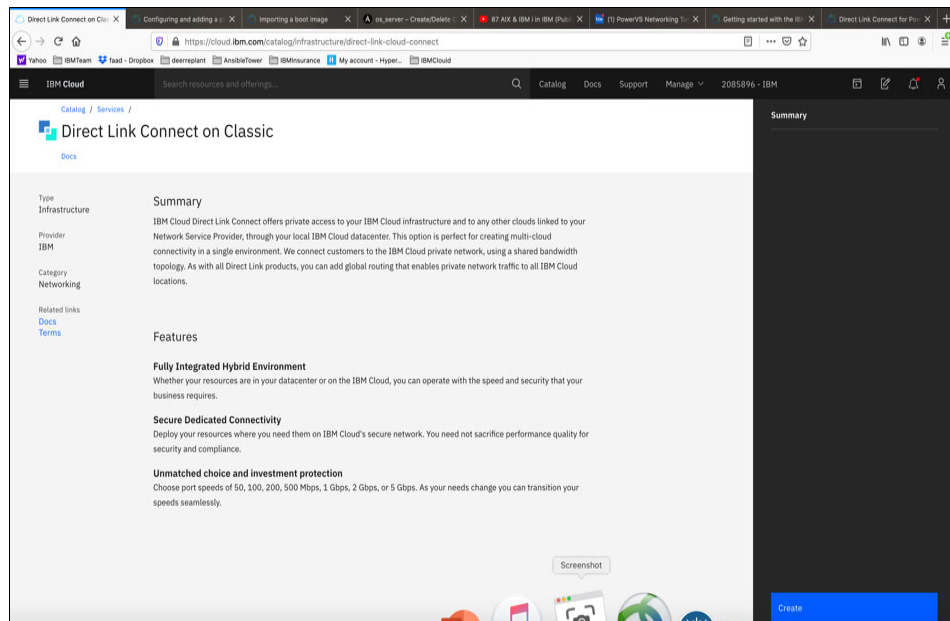 Direct Link Connect on Clas
Configuring and adding a p
Importing a boot image
os_server – Create/Delete C
87 AIX & IBM i in IBM (Publ
(1) PowerVS Networking Tu
Getting started with the IB
Direct Link Connect for Pow
https://cloud.ibm.com/catalog/infrastructure/direct-link-cloud-connect
Yahoo IBMTeam faad - Dropbox deerreplant AnsibleTower IBMinsurance My account - Hyper... IBMClouid
IBM Cloud Search resources and offerings... Catalog Docs Support Manage 2085896 - IBM
Catalog / Services /
Direct Link Connect on Classic
Docs
Summary
Type
Infrastructure
Provider
IBM
Category
Networking
Related links
Docs
Terms
Summary
IBM Cloud Direct Link Connect offers private access to your IBM Cloud infrastructure and to any other clouds linked to your
Network Service Provider, through your local IBM Cloud datacenter. This option is perfect for creating multi-cloud
connectivity in a single environment. We connect customers to the IBM Cloud private network, using a shared bandwidth
topology. As with all Direct Link products, you can add global routing that enables private network traffic to all IBM Cloud
locations.
Features
Fully Integrated Hybrid Environment
Whether your resources are in your datacenter or on the IBM Cloud, you can operate with the speed and security that your
business requires.
Secure Dedicated Connectivity
Deploy your resources where you need them on IBM Cloud's secure network. You need not sacrifice performance quality for
security and compliance.
Unmatched choice and investment protection
Choose port speeds of 50, 100, 200, 500 Mbps, 1 Gbps, 2 Gbps, or 5 Gbps. As your needs change you can transition your
speeds seamlessly.
Screenshot
Create